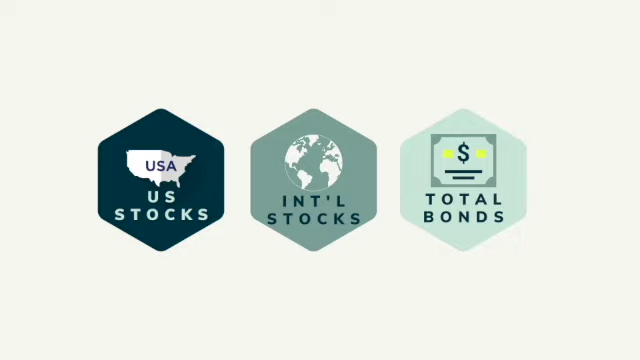 USA
US
STOCKS
INT'L
STOCKS
$
TOTAL
BONDS